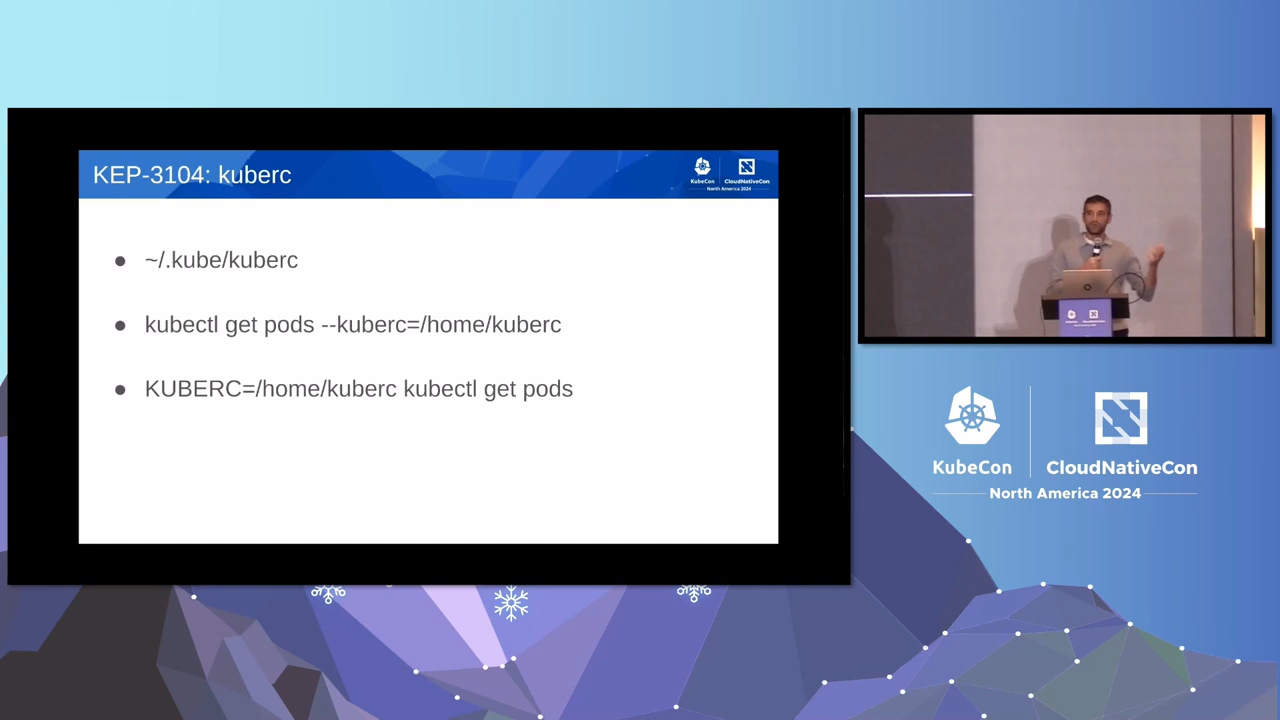 KEP-3104: kuberc
KubeCon
CloudNativeCon
North America 2024
● ~/.kube/kuberc
● kubectl get pods --kuberc=/home/kuberc
● KUBERC=/home/kuberc kubectl get pods
KubeCon
CloudNativeCon
North America 2024